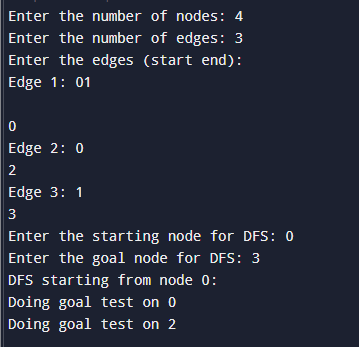 Enter the number of nodes: 4
Enter the number of edges: 3
Enter the edges (start end):
Edge 1: 01
0
Edge 2: 0
2
Edge 3: 1
3
Enter the starting node for DFS: 0
Enter the goal node for DFS: 3
DFS starting from node 0:
Doing goal test on 0
Doing goal test on 2